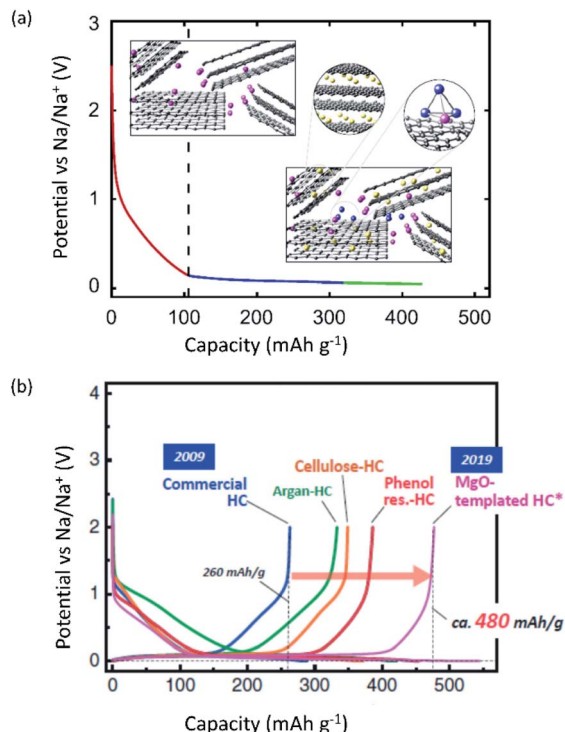 (a)
3
2
1
0
Potential vs Na/Na⁺ (V)
0 100 200 300 400 500
Capacity (mAh g⁻¹)
(b)
4
3
2
1
0
Potential vs Na/Na⁺ (V)
2009
Commercial
HC
Argan-HC
Cellulose-HC
Phenol
res.-HC
2019
MgO-
templated HC*
260 mAh/g
ca. 480 mAh/g
0 100 200 300 400 500
Capacity (mAh g⁻¹)